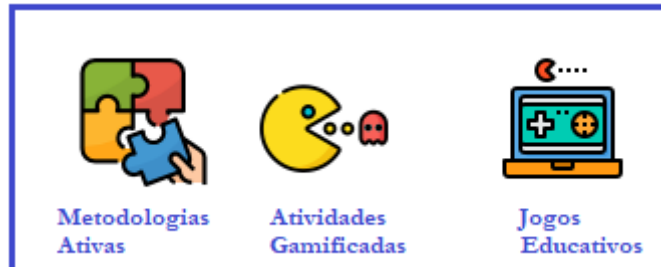 Metodologias
Ativas
Atividades
Gamificadas
Jogos
Educativos